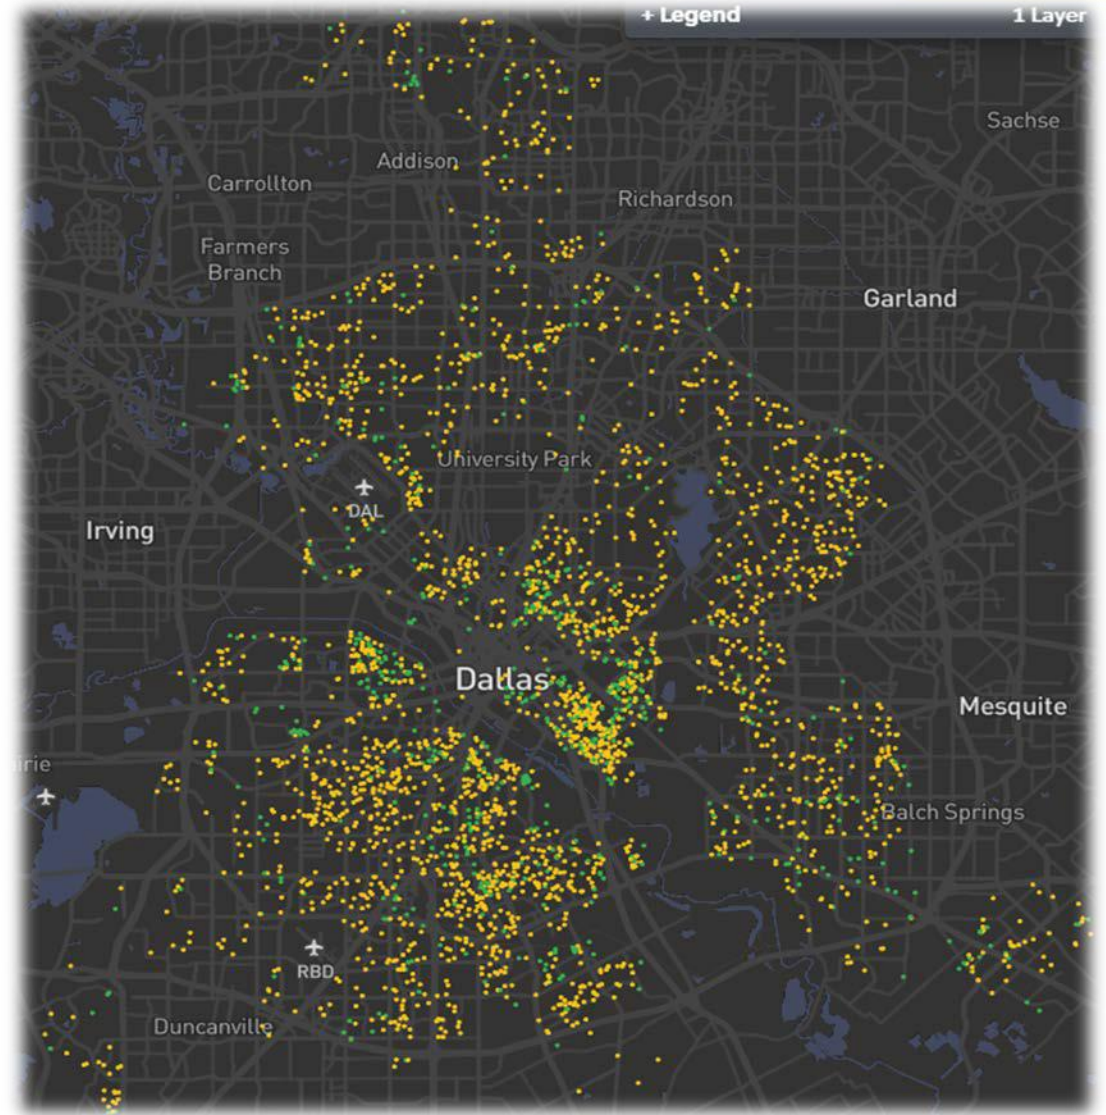 + Legend
1 Layer
Sachse
Addison
Carrollton
Richardson
Farmers
Branch
Garland
University Park
DAL
Irving
Dallas
Mesquite
airie
Balch Springs
RBD
Duncanville